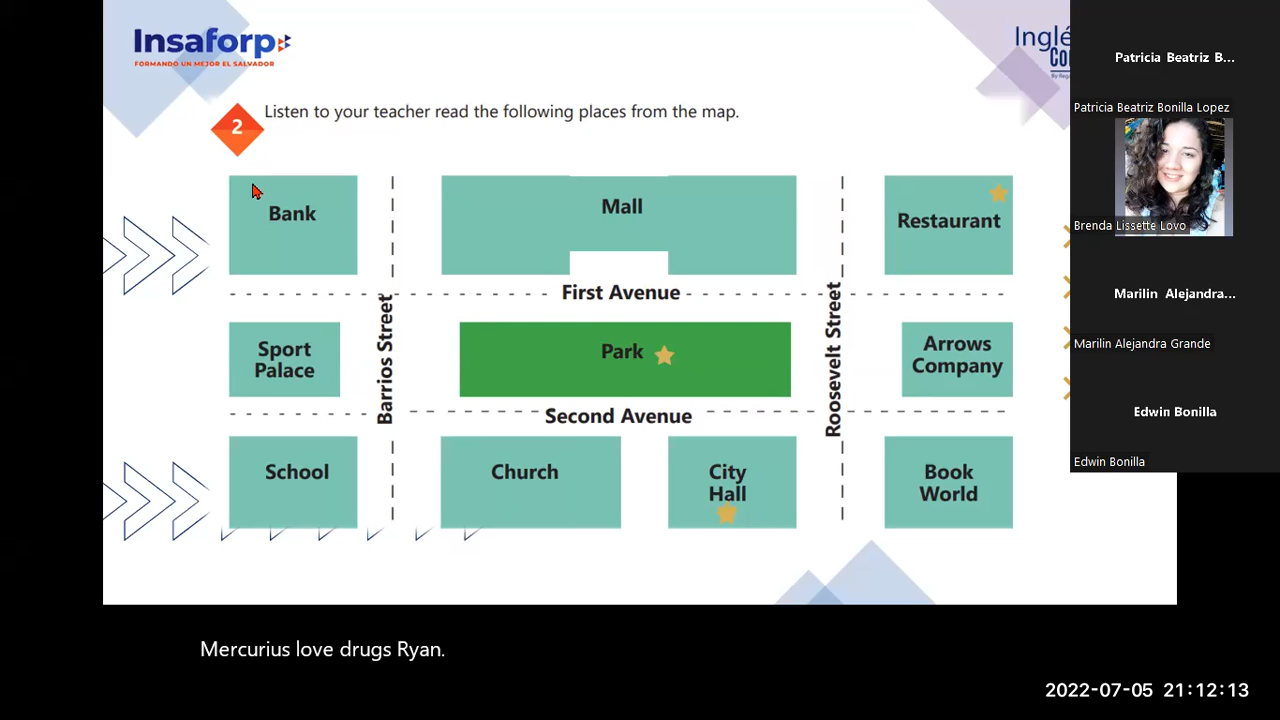 Insaforp
FORMANDO UN MEJOR EL SALVADOR
Inglé
2
Listen to your teacher read the following places from the map.
Bank
Mall
Restaurant
First Avenue
Barrios Street
Roosevelt Street
Sport
Palace
Park
Arrows
Company
Second Avenue
School
Church
City
Hall
Book
World
Patricia Beatriz B...
Patricia Beatriz Bonilla Lopez
Brenda Lissette Lovo
Marilin Alejandra...
Marilin Alejandra Grande
Edwin Bonilla
Edwin Bonilla
Mercurius love drugs Ryan.
2022-07-05 21:12:13